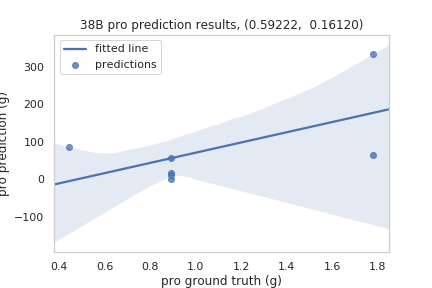 38B pro prediction results, (0.59222,  0.16120)
fitted line
predictions
300
200
100
0
−100
pro prediction (g)
0.4 0.6 0.8 1.0 1.2 1.4 1.6 1.8
pro ground truth (g)